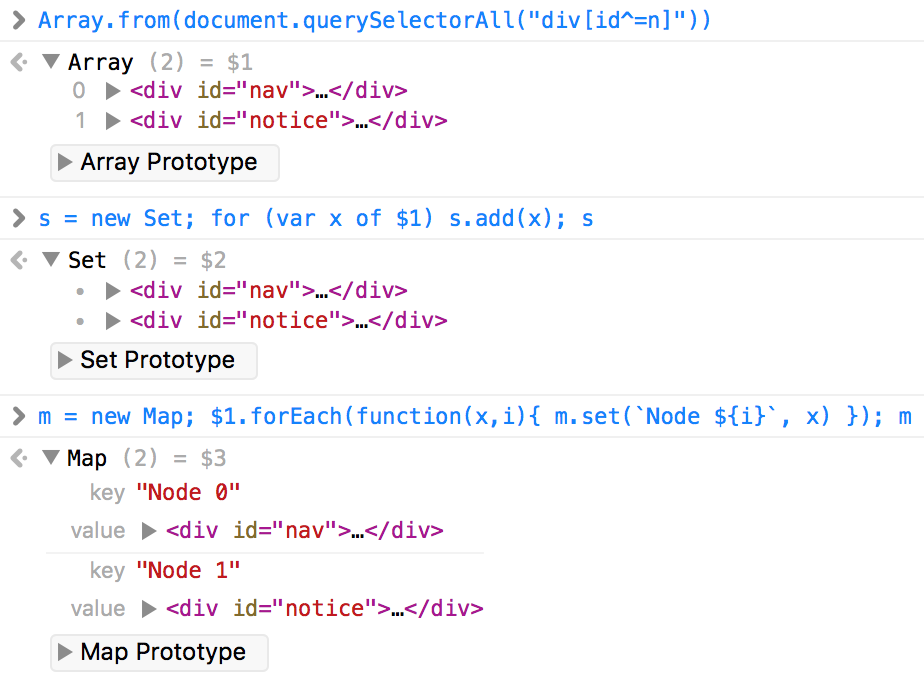 Array.from(document.querySelectorAll("div[id^=n]"))
Array (2) = $1
0 <div id="nav">…</div>
1 <div id="notice">…</div>
Array Prototype
s = new Set; for (var x of $1) s.add(x); s
Set (2) = $2
• <div id="nav">…</div>
• <div id="notice">…</div>
Set Prototype
m = new Map; $1.forEach(function(x,i){ m.set(`Node ${i}`, x) }); m
Map (2) = $3
key "Node 0"
value <div id="nav">…</div>
key "Node 1"
value <div id="notice">…</div>
Map Prototype